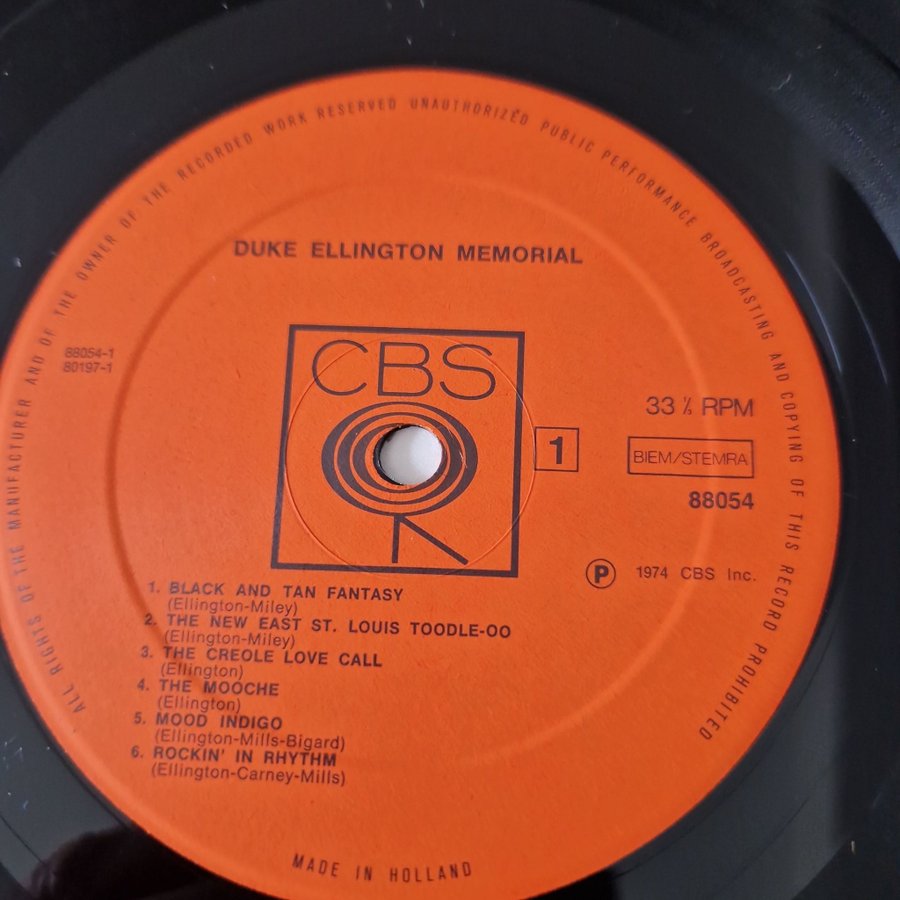 ALL RIGHTS OF THE MANUFACTURER AND OF THE OWNER OF THE RECORDED WORK RESERVED UNAUTHORIZED PUBLIC PERFORMANCE BROADCASTING AND COPYING OF THIS RECORD PROHIBITED
DUKE ELLINGTON MEMORIAL
CBS
88054-1
80197-1
1
33 ⅓ RPM
BIEM/STEMRA
88054
Ⓟ 1974 CBS Inc.
1. BLACK AND TAN FANTASY
(Ellington-Miley)
2. THE NEW EAST ST. LOUIS TOODLE-OO
(Ellington-Miley)
3. THE CREOLE LOVE CALL
(Ellington)
4. THE MOOCHE
(Ellington)
5. MOOD INDIGO
(Ellington-Mills-Bigard)
6. ROCKIN' IN RHYTHM
(Ellington-Carney-Mills)
MADE IN HOLLAND